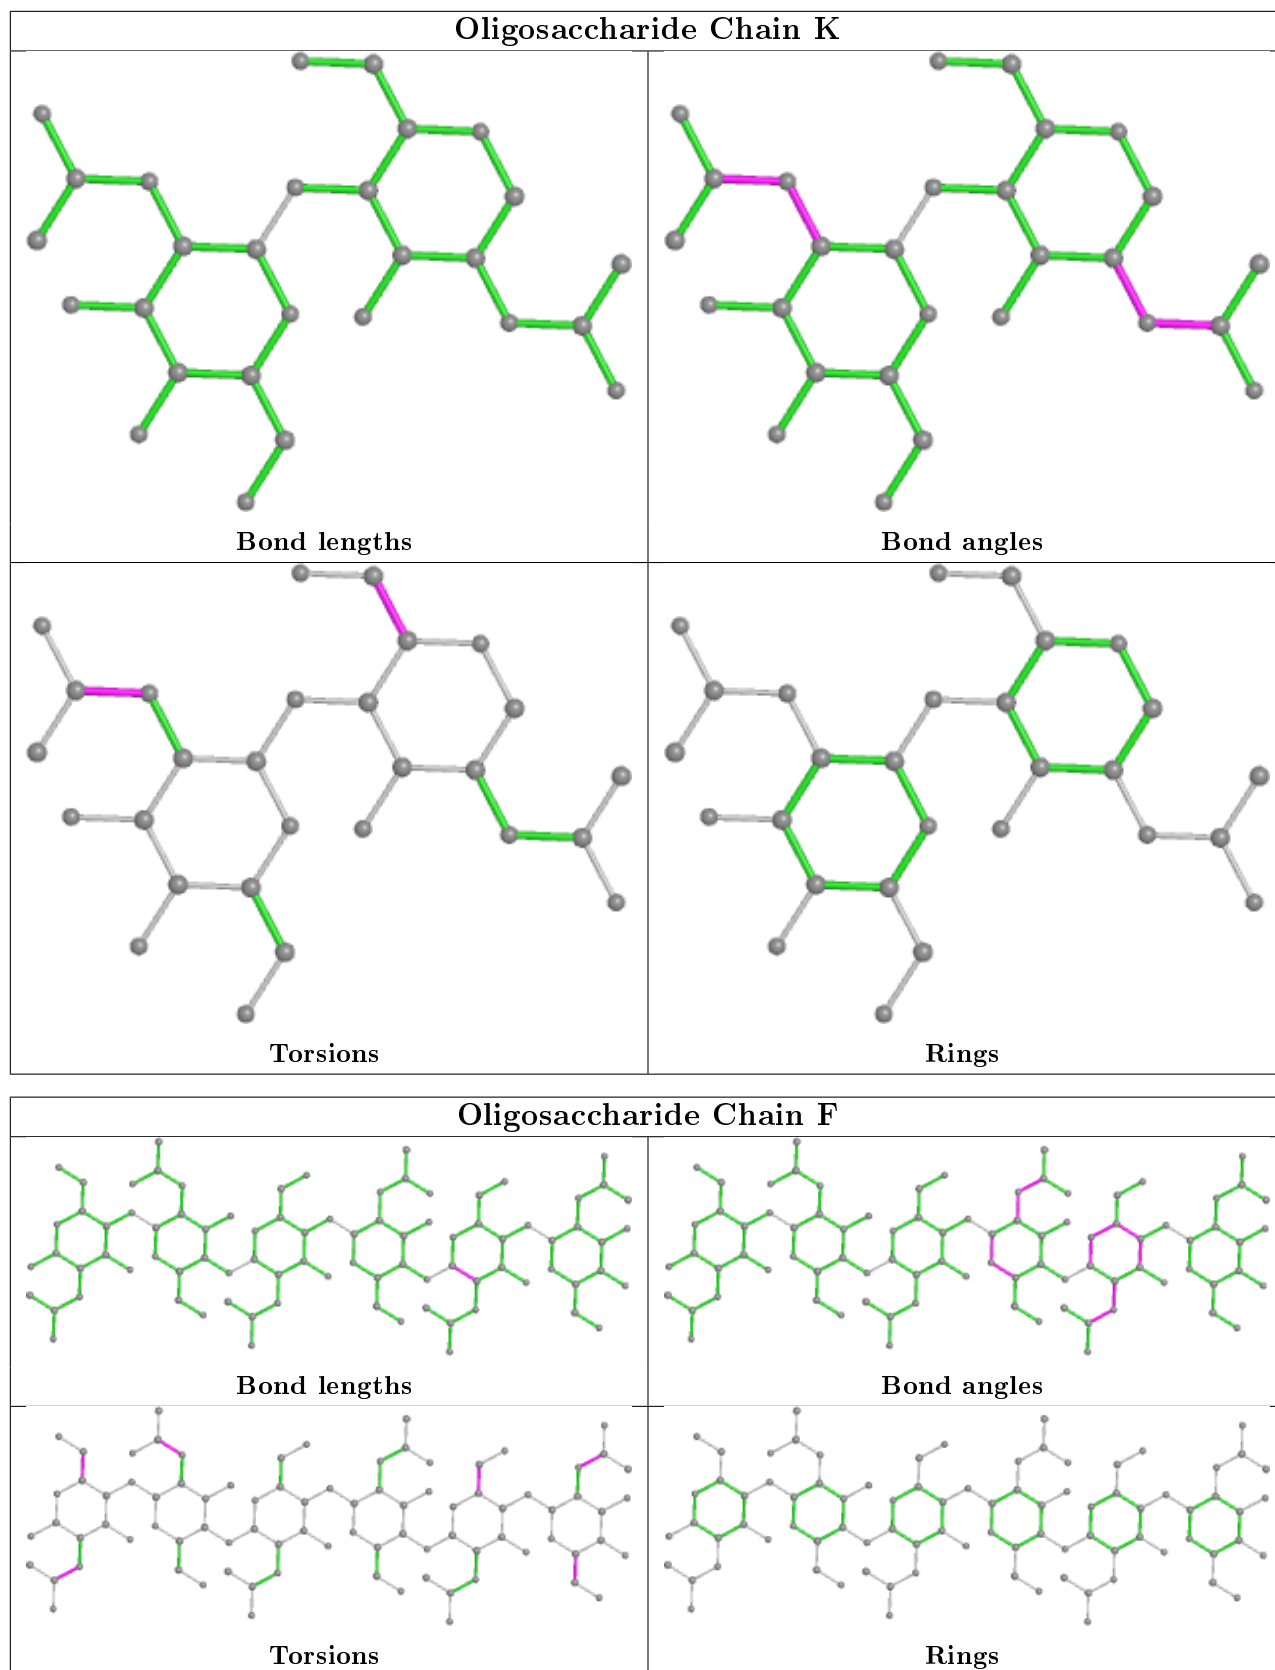 Oligosaccharide Chain K
Bond lengths
Bond angles
Torsions
Rings
Oligosaccharide Chain F
Bond lengths
Bond angles
Torsions
Rings